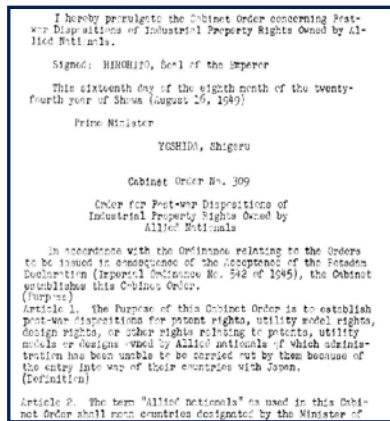 I hereby promulgate the Cabinet Order concerning Post-
war Dispositions of Industrial Property Rights Owned by Al-
lied Nationals.
Signed: HIROHITO, Seal of the Emperor
This sixteenth day of the eighth month of the twenty-
fourth year of Showa (August 16, 1949)
Prime Minister
YOSHIDA, Shigeru
Cabinet Order No. 309
Order for Post-war Dispositions of
Industrial Property Rights Owned by
Allied Nationals
In accordance with the Ordinance relating to the Orders
to be issued in consequence of the Acceptance of the Potsdam
Declaration (Imperial Ordinance No. 542 of 1945), the Cabinet
establishes this Cabinet Order.
(Purpose)
Article 1. The Purpose of this Cabinet Order is to establish
post-war dispositions for patent rights, utility model rights,
design rights, or other rights relating to patents, utility
models or designs owned by Allied nationals of which adminis-
tration has been unable to be carried out by them because of
the entry into war of their countries with Japan.
(Definition)
Article 2. The term "Allied nationals" as used in this Cabi-
net Order shall mean countries designated by the Minister of